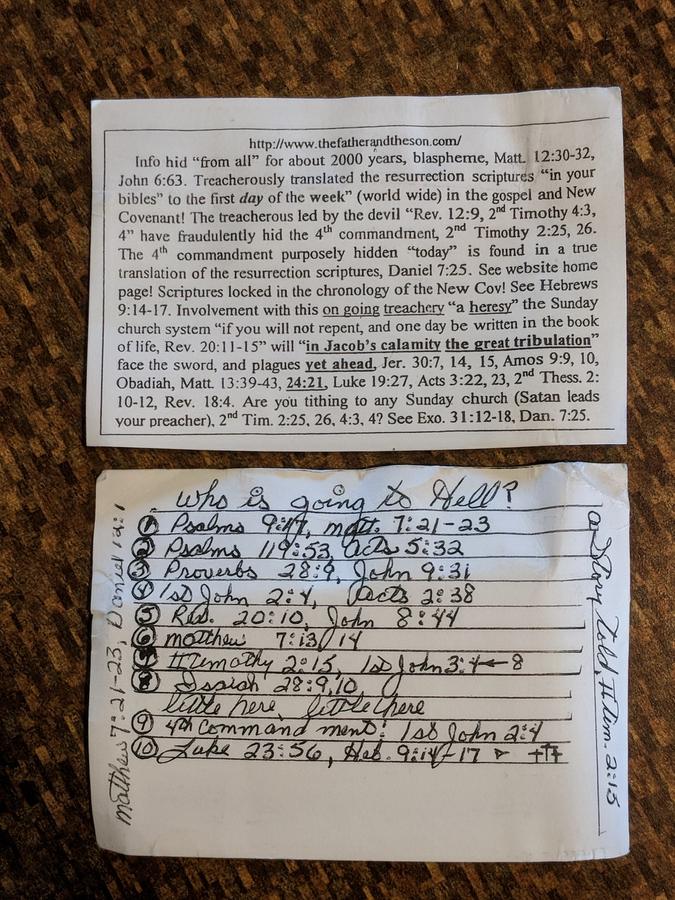 http://www.thefatherandtheson.com/
Info hid "from all" for about 2000 years, blaspheme, Matt. 12:30-32,
John 6:63. Treacherously translated the resurrection scriptures "in your
bibles" to the first day of the week" (world wide) in the gospel and New
Covenant! The treacherous led by the devil "Rev. 12:9, 2nd Timothy 4:3,
4" have fraudulently hid the 4th commandment, 2nd Timothy 2:25, 26.
The 4th commandment purposely hidden "today" is found in a true
translation of the resurrection scriptures, Daniel 7:25. See website home
page! Scriptures locked in the chronology of the New Cov! See Hebrews
9:14-17. Involvement with this on going treachery "a heresy" the Sunday
church system "if you will not repent, and one day be written in the book
of life, Rev. 20:11-15" will "in Jacob's calamity the great tribulation"
face the sword, and plagues yet ahead, Jer. 30:7, 14, 15, Amos 9:9, 10,
Obadiah, Matt. 13:39-43, 24:21, Luke 19:27, Acts 3:22, 23, 2nd Thess. 2:
10-12, Rev. 18:4. Are you tithing to any Sunday church (Satan leads
your preacher), 2nd Tim. 2:25, 26, 4:3, 4? See Exo. 31:12-18, Dan. 7:25.
Who is going to Hell?
1 Psalms 9:17, matt. 7:21-23
2 Psalms 119:53, Acts 5:32
3 Proverbs 28:9, John 9:31
4 1st John 2:4, Acts 2:38
5 Rev. 20:10, John 8:44
6 matthew 7:13, 14
7 II Timothy 2:15, 1st John 3:4 ← 8
8 Isaiah 28:9,10
little here, little there
9 4th Commandment: 1st John 2:4
10 Luke 23:56, Heb. 9:14-17
matthew 7:21-23, Daniel 12:1
a Story told, II Tim. 2:15